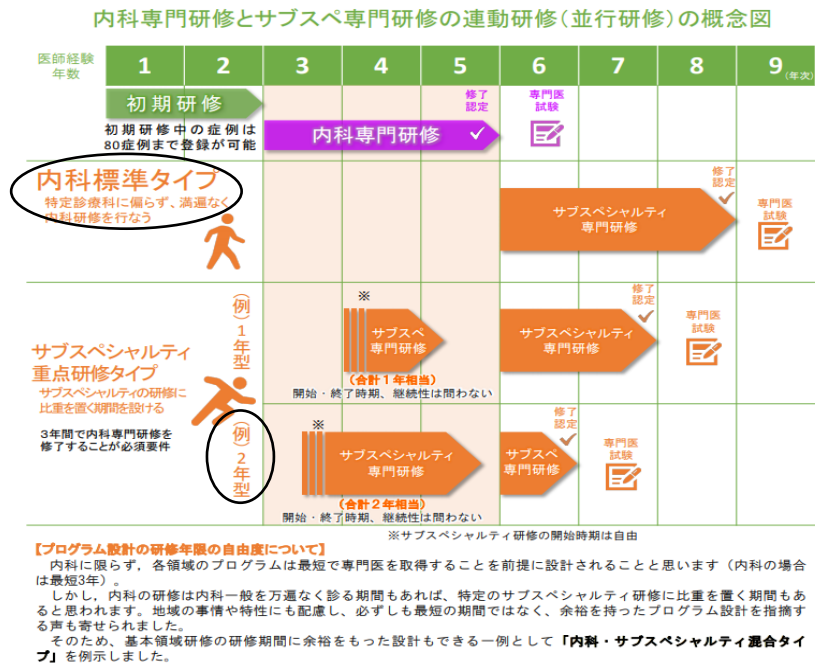 内科専門研修とサブスペ専門研修の連動研修(並行研修)の概念図
医師経験
年数
1 2 3 4 5 6 7 8 9(年次)
初期研修
初期研修中の症例は
80症例まで登録が可能
内科専門研修
修了
認定
専門医
試験
内科標準タイプ
特定診療科に偏らず、満遍なく
内科研修を行なう
サブスペシャルティ
専門研修
修了
認定
専門医
試験
サブスペシャルティ
重点研修タイプ
サブスペシャルティの研修に
比重を置く期間を設ける
3年間で内科専門研修を
修了することが必須要件
(例)1年型
※
サブスペ
専門研修
(合計1年相当)
開始・終了時期、継続性は問わない
サブスペシャルティ
専門研修
修了
認定
専門医
試験
(例)2年型
※
サブスペシャルティ
専門研修
(合計2年相当)
開始・終了時期、継続性は問わない
サブスペ
専門研修
修了
認定
専門医
試験
※サブスペシャルティ研修の開始時期は自由
【プログラム設計の研修年限の自由度について】
内科に限らず，各領域のプログラムは最短で専門医を取得することを前提に設計されることと思います（内科の場合
は最短3年）。
しかし，内科の研修は内科一般を万遍なく診る期間もあれば、特定のサブスペシャルティ研修に比重を置く期間もあ
ると思われます。地域の事情や特性にも配慮し、必ずしも最短の期間ではなく、余裕を持ったプログラム設計を指摘す
る声も寄せられました。
そのため、基本領域研修の研修期間に余裕をもった設計もできる一例として「内科・サブスペシャルティ混合タイ
プ」を例示しました。